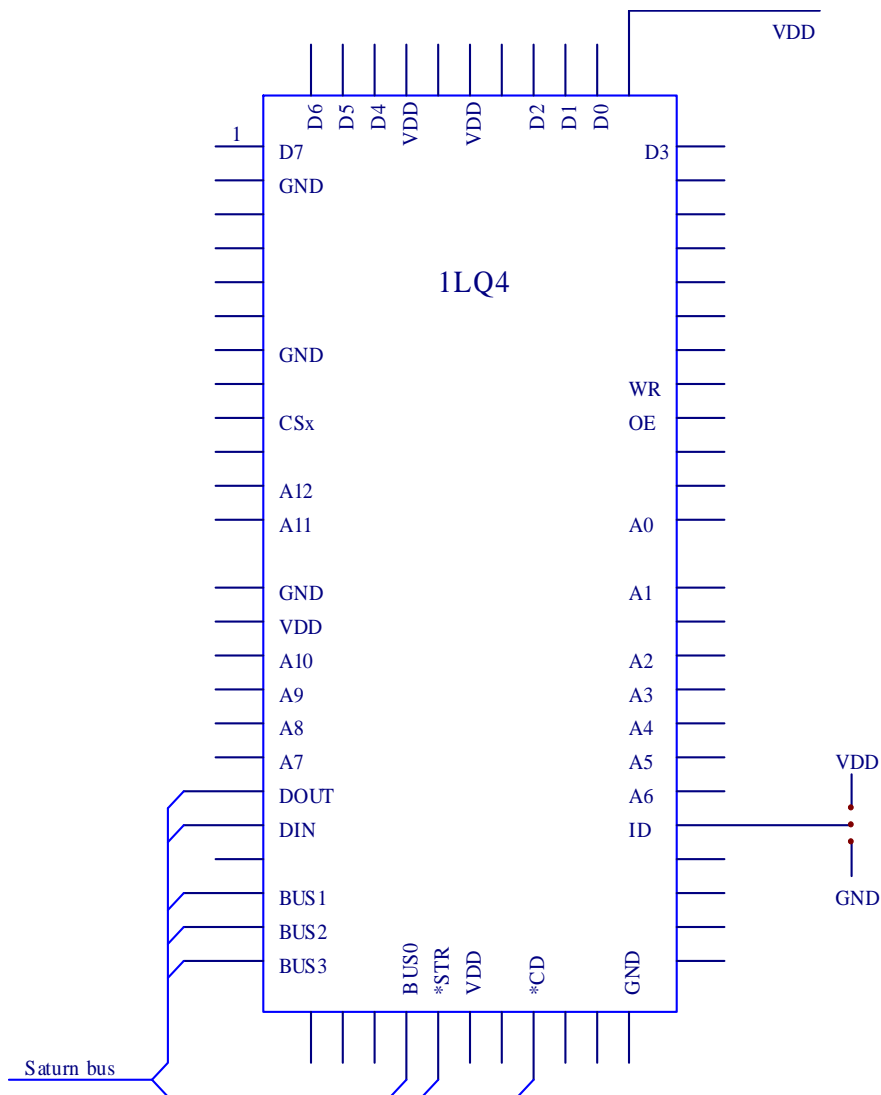 VDD
D6 D5 D4 VDD VDD D2 D1 D0
1
D7 D3
GND
1LQ4
GND
WR
CSx OE
A12
A11 A0
GND A1
VDD
A10 A2
A9 A3
A8 A4
A7 A5 VDD
DOUT A6
DIN ID
BUS1 GND
BUS2
BUS3 BUS0 *STR VDD *CD GND
Saturn bus